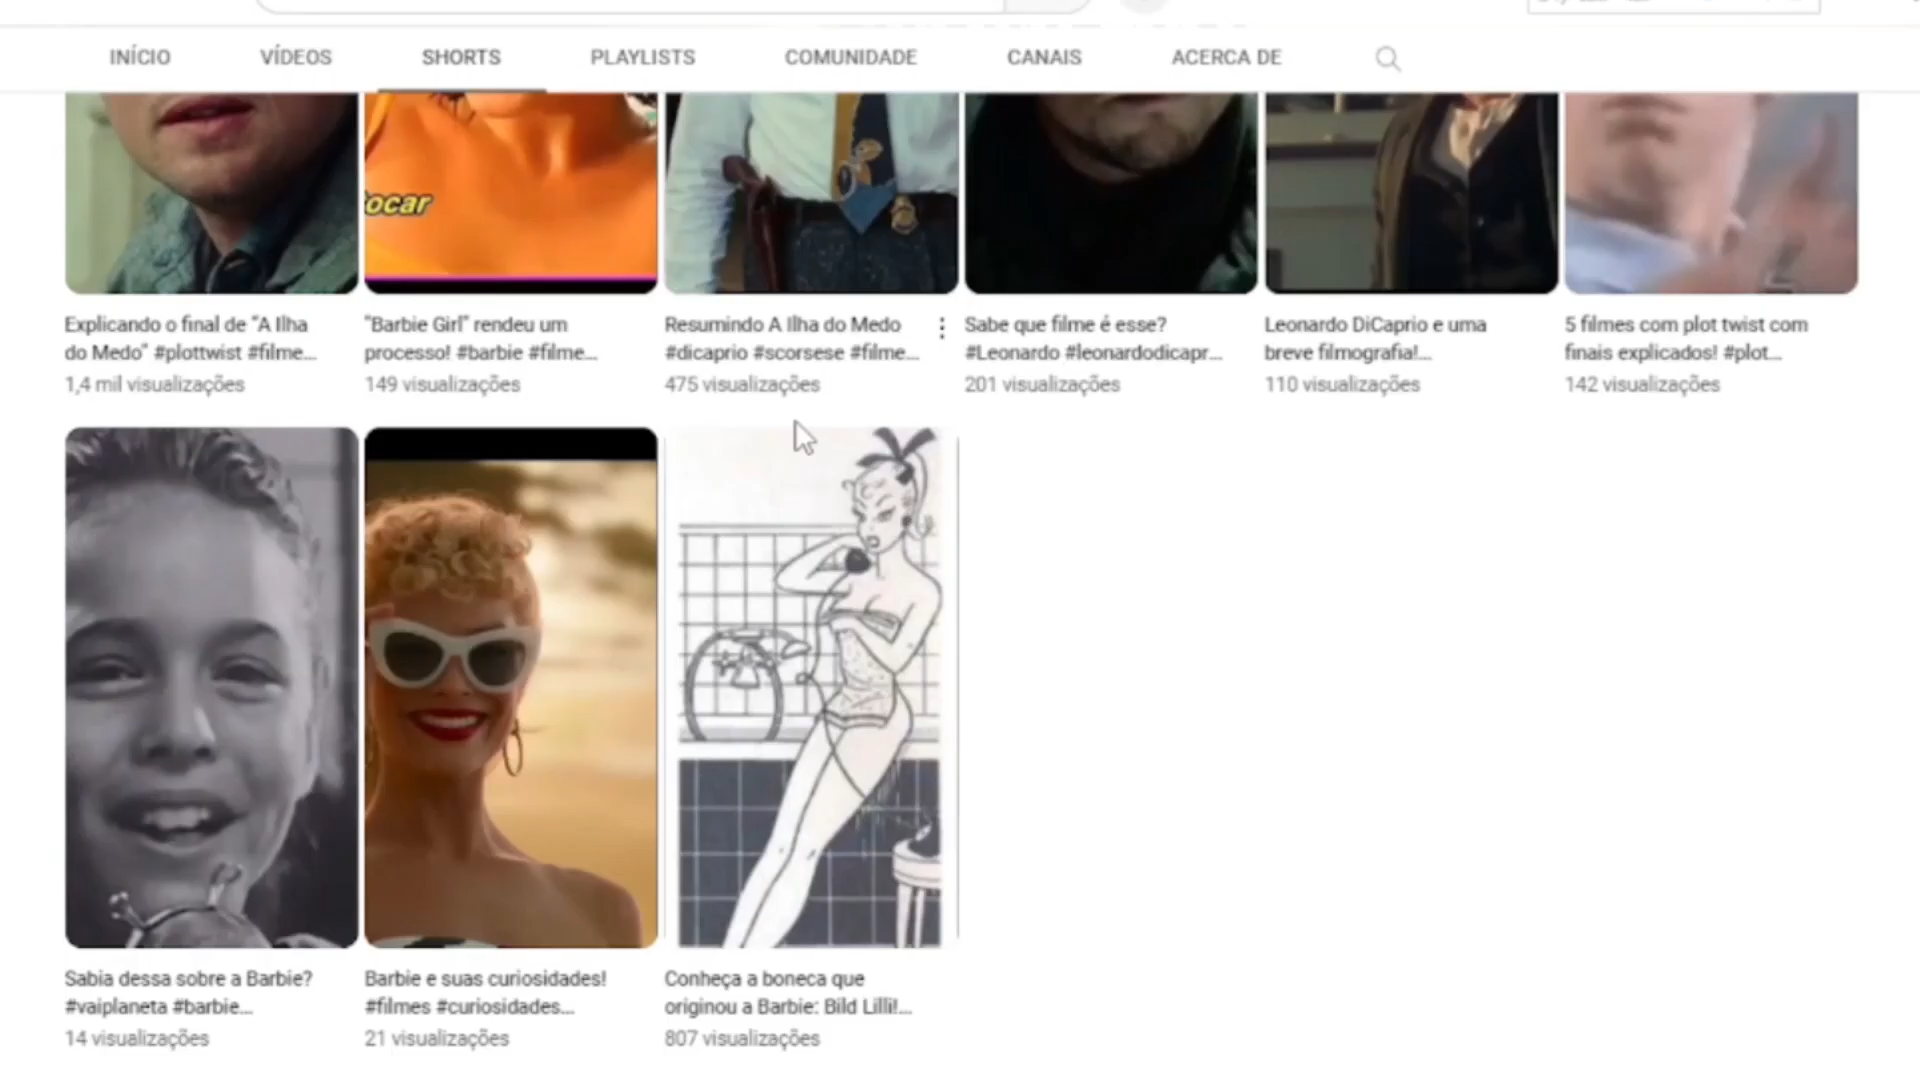 INÍCIO VÍDEOS SHORTS PLAYLISTS COMUNIDADE CANAIS ACERCA DE
ocar
Explicando o final de "A Ilha
do Medo" #plottwist #filme...
1,4 mil visualizações
"Barbie Girl" rendeu um
processo! #barbie #filme...
149 visualizações
Resumindo A Ilha do Medo
#dicaprio #scorsese #filme...
475 visualizações
Sabe que filme é esse?
#Leonardo #leonardodicapr...
201 visualizações
Leonardo DiCaprio e uma
breve filmografia!...
110 visualizações
5 filmes com plot twist com
finais explicados! #plot...
142 visualizações
Sabia dessa sobre a Barbie?
#vaiplaneta #barbie...
14 visualizações
Barbie e suas curiosidades!
#filmes #curiosidades...
21 visualizações
Conheça a boneca que
originou a Barbie: Bild Lilli!...
807 visualizações